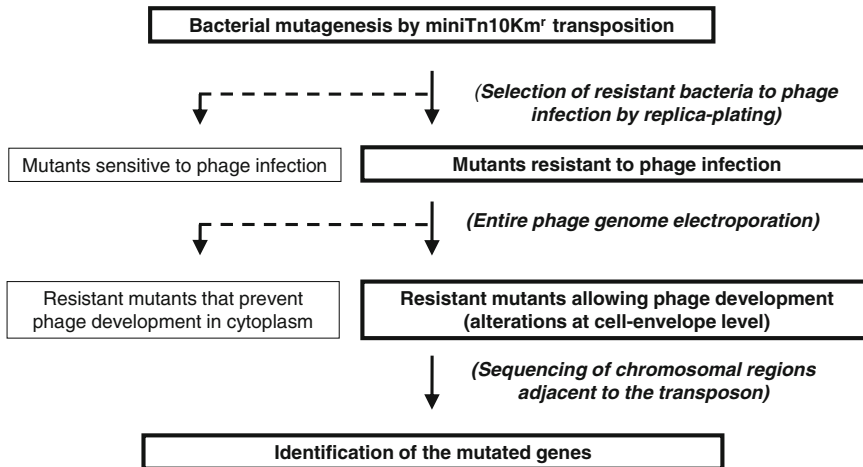 Bacterial mutagenesis by miniTn10Kmʳ transposition
(Selection of resistant bacteria to phage
infection by replica-plating)
Mutants sensitive to phage infection
Mutants resistant to phage infection
(Entire phage genome electroporation)
Resistant mutants that prevent
phage development in cytoplasm
Resistant mutants allowing phage development
(alterations at cell-envelope level)
(Sequencing of chromosomal regions
adjacent to the transposon)
Identification of the mutated genes